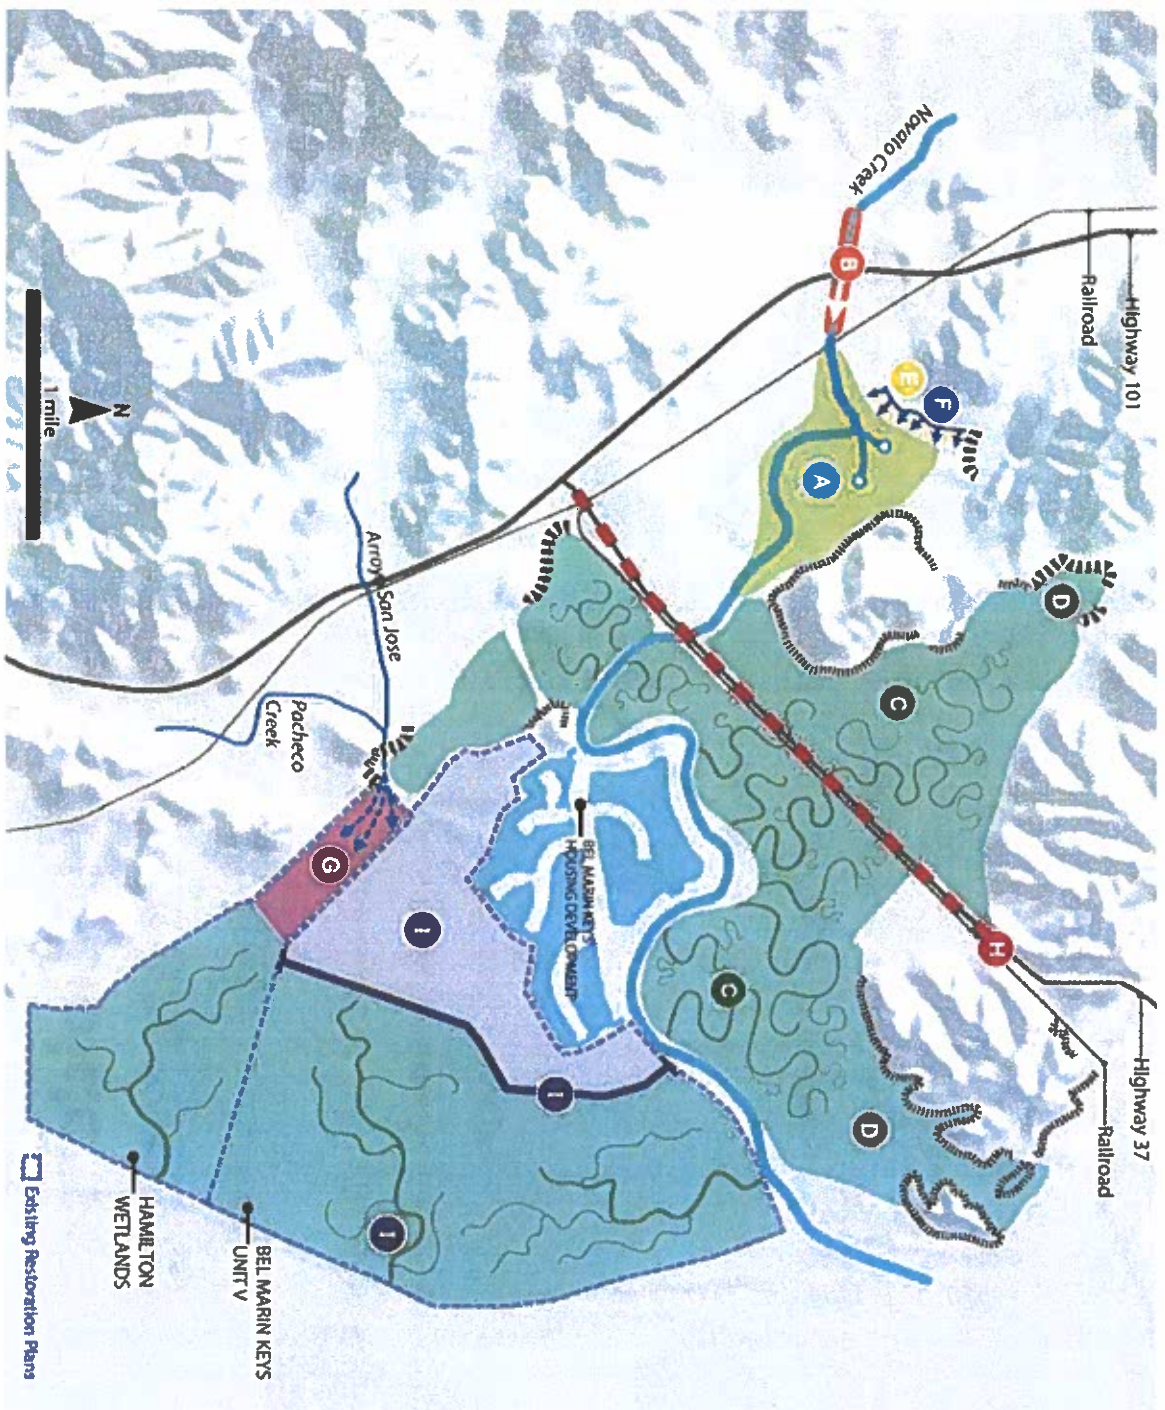 Novato Creek
B
Railroad
Highway 101
E
F
A
D
C
Arroyo San Jose
Pacheco
Creek
H
Highway 37
Railroad
BEL MARIN KEYS
HOUSING DEVELOPMENT
G
I
C
I
D
I
HAMILTON
WETLANDS
BEL MARIN KEYS
UNIT V
N
1 mile
Existing Restoration Plans